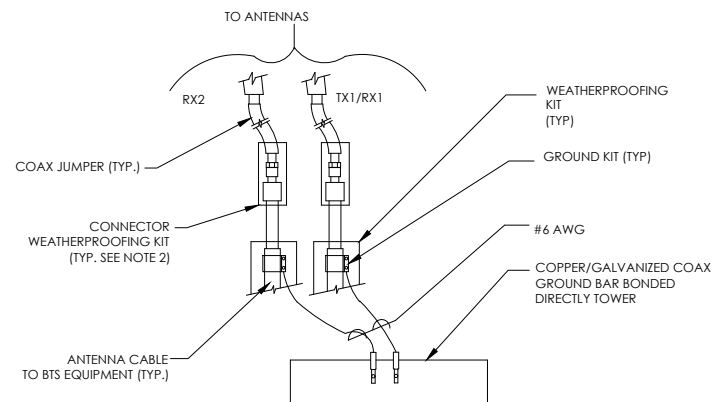 TO ANTENNAS
RX2
TX1/RX1
WEATHERPROOFING
KIT
(TYP)
COAX JUMPER (TYP.)
GROUND KIT (TYP)
CONNECTOR
WEATHERPROOFING KIT
(TYP. SEE NOTE 2)
#6 AWG
COPPER/GALVANIZED COAX
GROUND BAR BONDED
DIRECTLY TOWER
ANTENNA CABLE
TO BTS EQUIPMENT (TYP.)